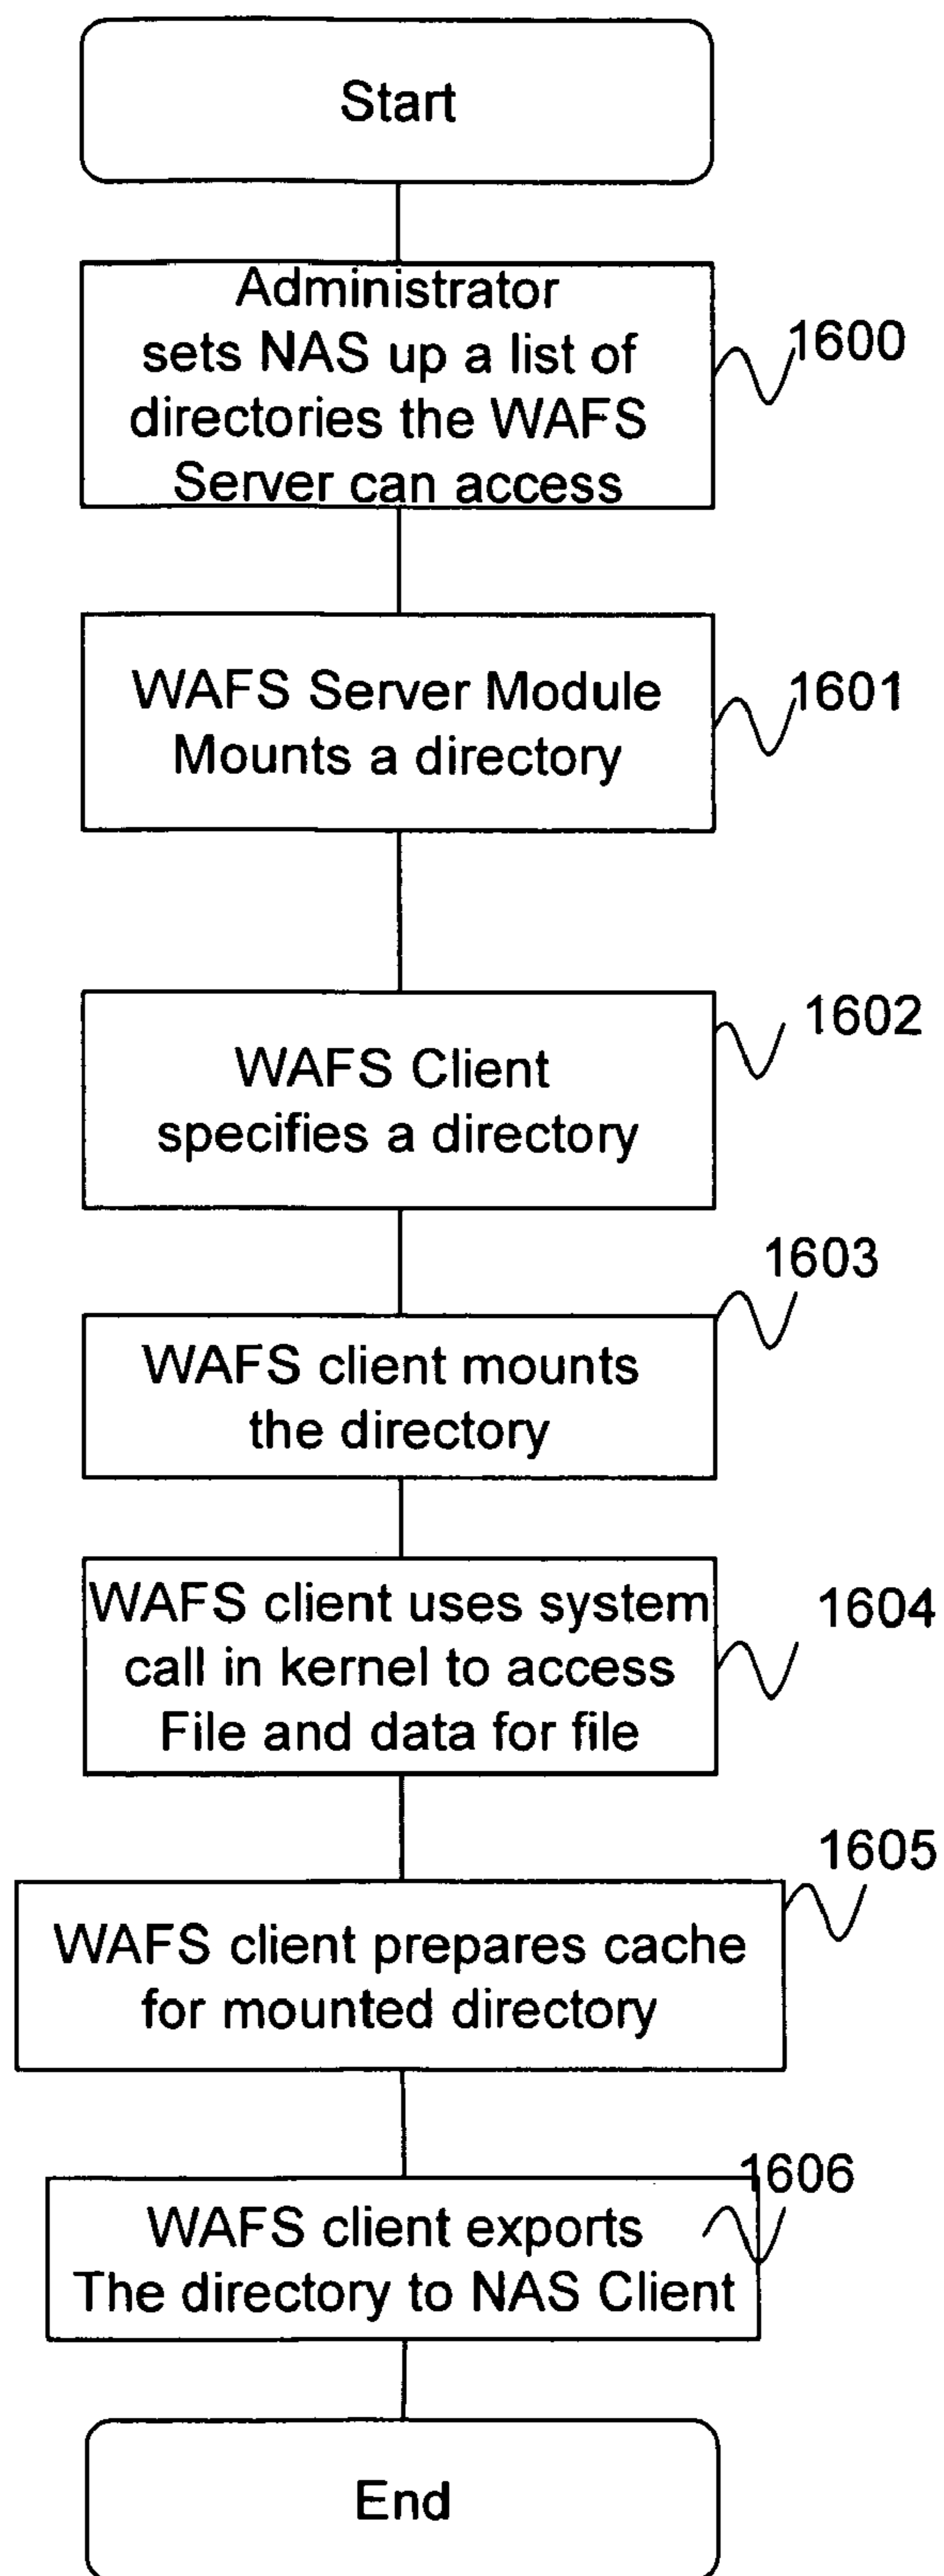 Start
Administrator
sets NAS up a list of
directories the WAFS
Server can access
1600
WAFS Server Module
Mounts a directory
1601
WAFS Client
specifies a directory
1602
1603
WAFS client mounts
the directory
WAFS client uses system
call in kernel to access
File and data for file
1604
1605
WAFS client prepares cache
for mounted directory
1606
WAFS client exports
The directory to NAS Client
End